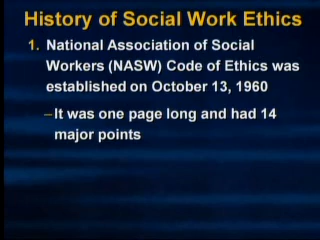 History of Social Work Ethics
1. National Association of Social
Workers (NASW) Code of Ethics was
established on October 13, 1960
–It was one page long and had 14
major points